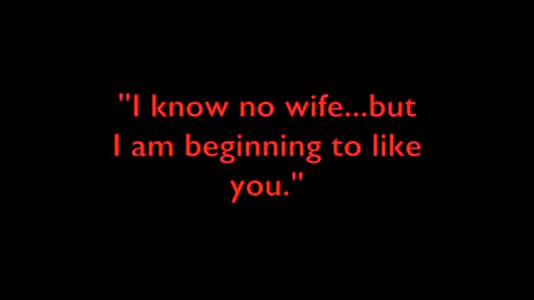 "I know no wife...but
I am beginning to like
you."